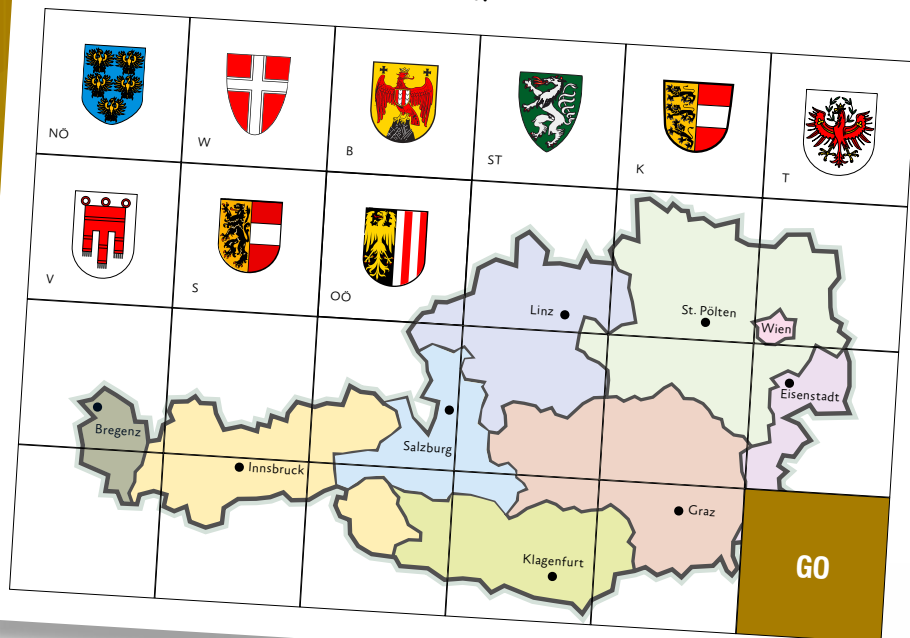 NÖ
W
B
ST
K
T
V
S
OÖ
Linz
St. Pölten
Wien
Eisenstadt
Bregenz
Salzburg
Innsbruck
Graz
Klagenfurt
GO